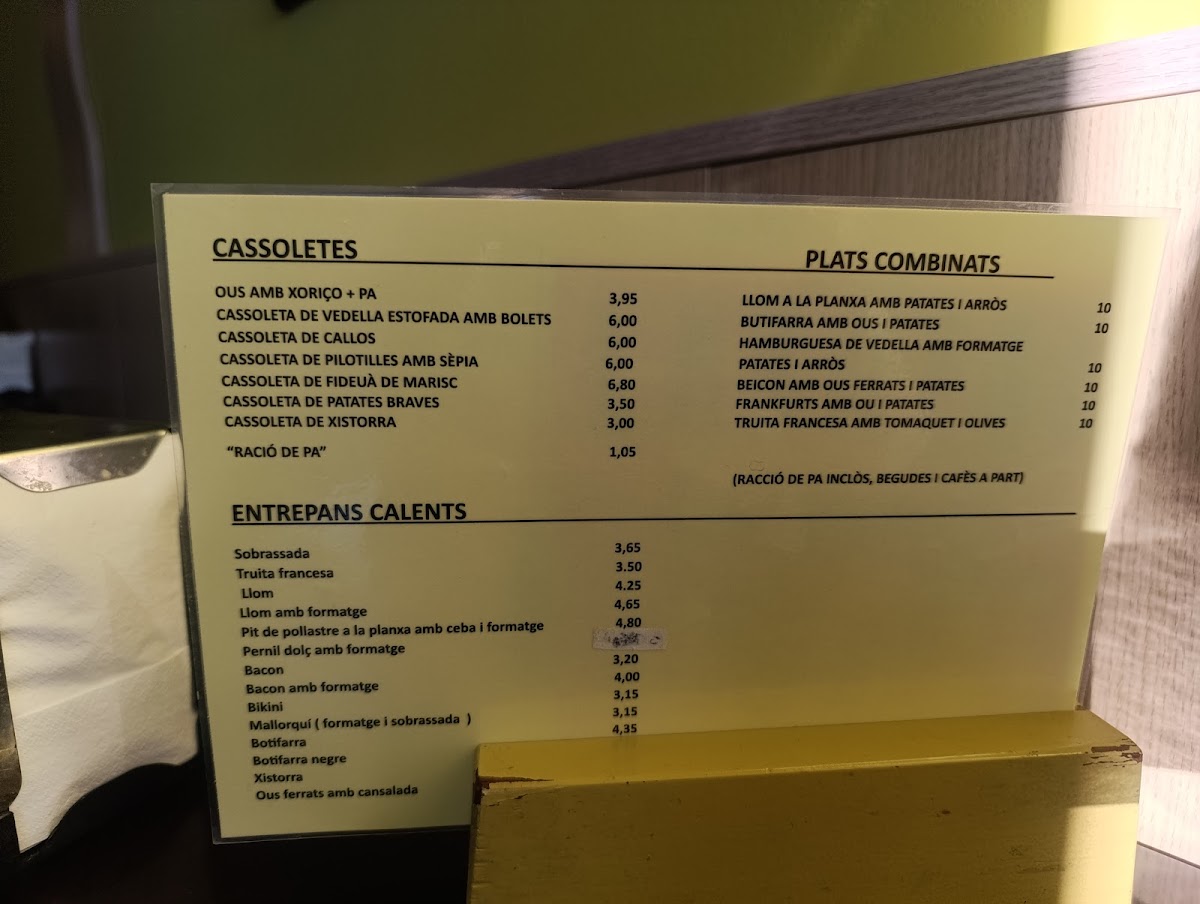 CASSOLETES
OUS AMB XORIÇO + PA 3,95
CASSOLETA DE VEDELLA ESTOFADA AMB BOLETS 6,00
CASSOLETA DE CALLOS 6,00
CASSOLETA DE PILOTILLES AMB SÈPIA 6,00
CASSOLETA DE FIDEUÀ DE MARISC 6,80
CASSOLETA DE PATATES BRAVES 3,50
CASSOLETA DE XISTORRA 3,00
“RACIÓ DE PA” 1,05
PLATS COMBINATS
LLOM A LA PLANXA AMB PATATES I ARRÒS 10
BUTIFARRA AMB OUS I PATATES 10
HAMBURGUESA DE VEDELLA AMB FORMATGE
PATATES I ARRÒS 10
BEICON AMB OUS FERRATS I PATATES 10
FRANKFURTS AMB OU I PATATES 10
TRUITA FRANCESA AMB TOMAQUET I OLIVES 10
(RACCIÓ DE PA INCLÒS, BEGUDES I CAFÈS A PART)
ENTREPANS CALENTS
Sobrassada 3,65
Truita francesa 3.50
Llom 4.25
Llom amb formatge 4,65
Pit de pollastre a la planxa amb ceba i formatge 4,80
Pernil dolç amb formatge
Bacon 3,20
Bacon amb formatge 4,00
Bikini 3,15
Mallorquí ( formatge i sobrassada ) 3,15
Botifarra 4,35
Botifarra negre
Xistorra
Ous ferrats amb cansalada